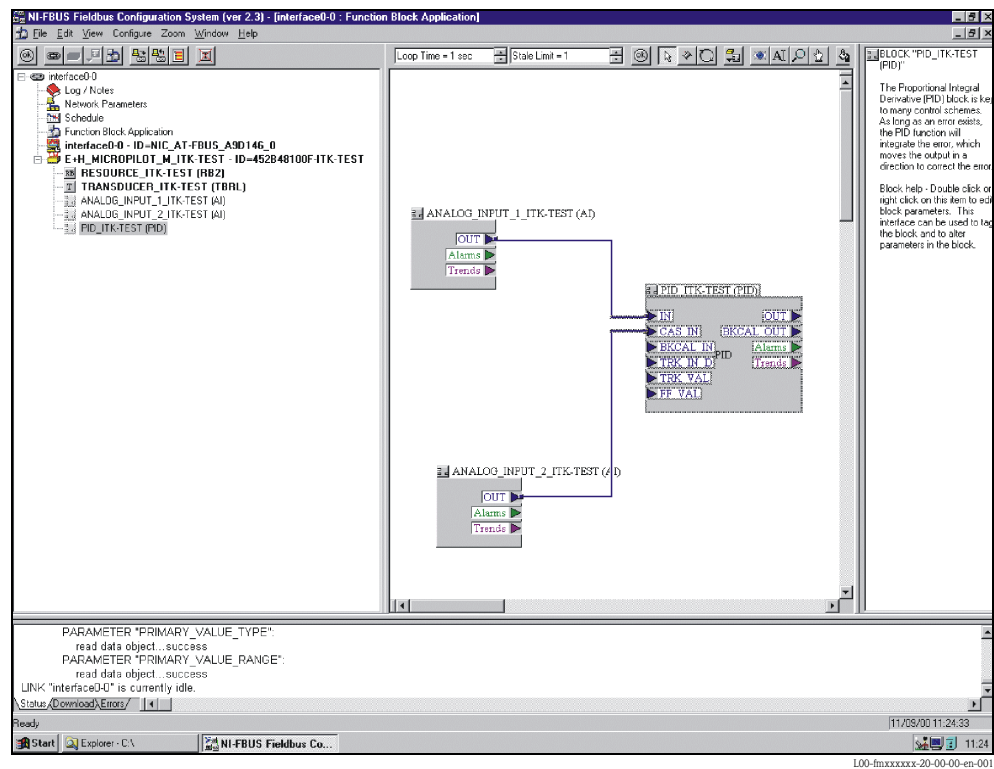 NI-FBUS Fieldbus Configuration System (ver 2.3) - [interface0-0 : Function Block Application]
File Edit View Configure Zoom Window Help
Loop Time = 1 sec
Stale Limit = 1
interface0-0
Log / Notes
Network Parameters
Schedule
Function Block Application
interface0-0 - ID=NIC_AT-FBUS_A9D146_0
E+H_MICROPILOT_M_ITK-TEST - ID=452B48100F-ITK-TEST
RESOURCE_ITK-TEST (RB2)
TRANSDUCER_ITK-TEST (TBRL)
ANALOG_INPUT_1_ITK-TEST (AI)
ANALOG_INPUT_2_ITK-TEST (AI)
PID_ITK-TEST (PID)
ANALOG_INPUT_1_ITK-TEST (AI)
OUT
Alarms
Trends
PID_ITK-TEST (PID)
IN OUT
CAS_IN BKCAL_OUT
BKCAL_IN Alarms
PID
TRK_IN_D Trends
TRK_VAL
FF_VAL
ANALOG_INPUT_2_ITK-TEST (AI)
OUT
Alarms
Trends
BLOCK "PID_ITK-TEST
(PID)"
The Proportional Integral
Derivative (PID) block is key
to many control schemes.
As long as an error exists,
the PID function will
integrate the error, which
moves the output in a
direction to correct the error.
Block help - Double click or
right click on this item to edi
block parameters. This
interface can be used to tag
the block and to alter
parameters in the block.
PARAMETER "PRIMARY_VALUE_TYPE":
read data object...success
PARAMETER "PRIMARY_VALUE_RANGE":
read data object...success
LINK "interface0-0" is currently idle.
Status Download Errors
Ready
11/09/00 11:24:33
Start
Explorer - C:\
NI-FBUS Fieldbus Co...
11:24
L00-fmxxxxxx-20-00-00-en-001